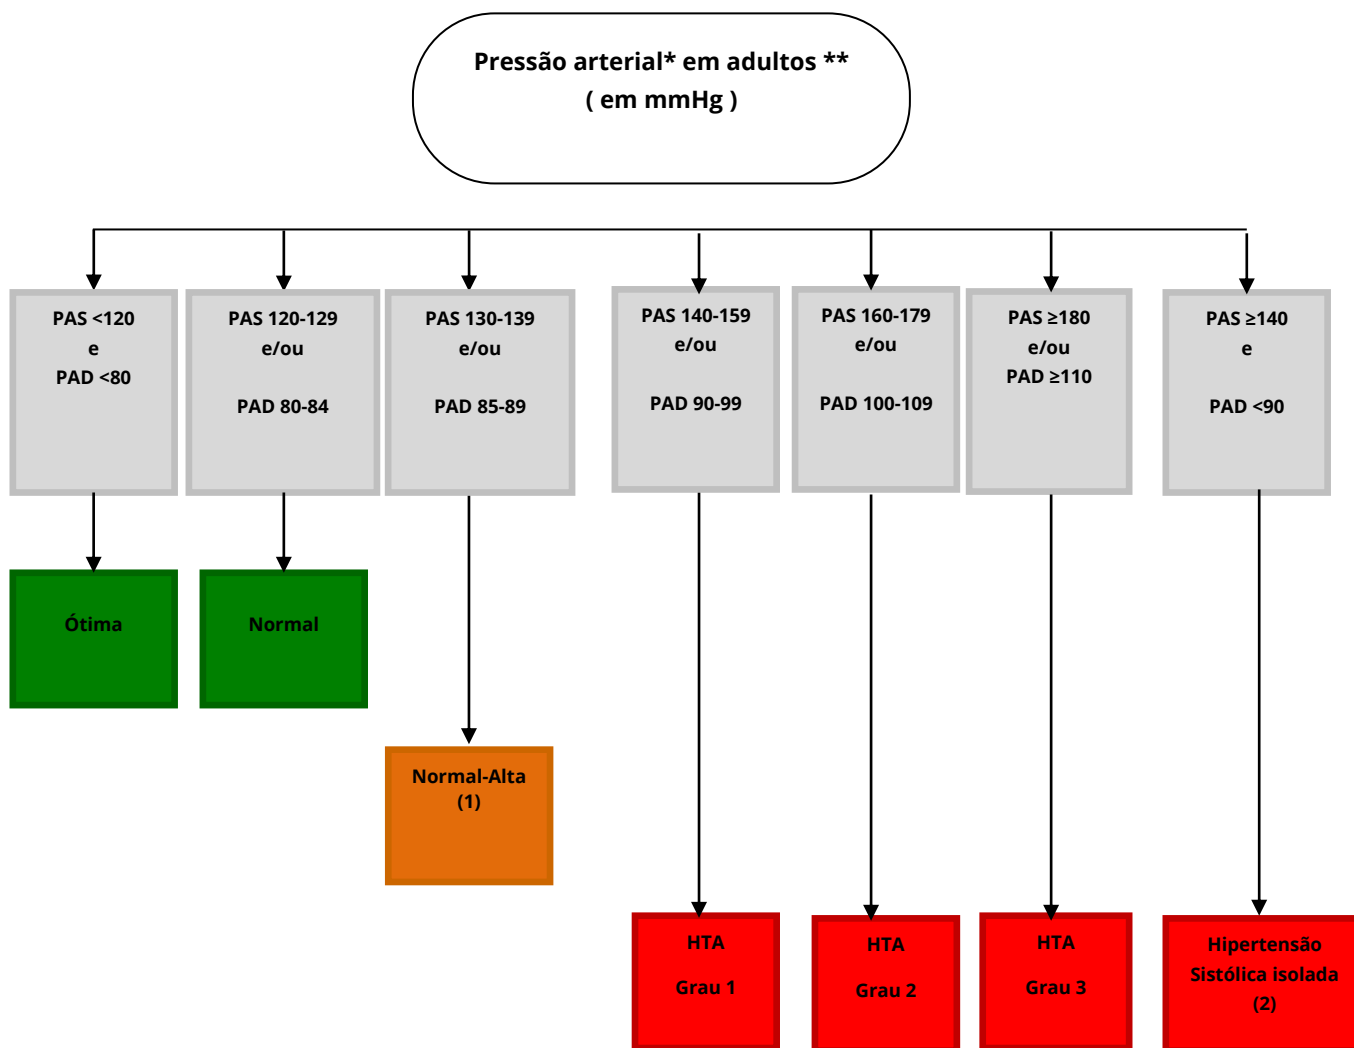 Pressão arterial* em adultos **
( em mmHg )
PAS <120
e
PAD <80
PAS 120-129
e/ou
PAD 80-84
PAS 130-139
e/ou
PAD 85-89
PAS 140-159
e/ou
PAD 90-99
PAS 160-179
e/ou
PAD 100-109
PAS ≥180
e/ou
PAD ≥110
PAS ≥140
e
PAD <90
Ótima
Normal
Normal-Alta
(1)
HTA
Grau 1
HTA
Grau 2
HTA
Grau 3
Hipertensão
Sistólica isolada
(2)